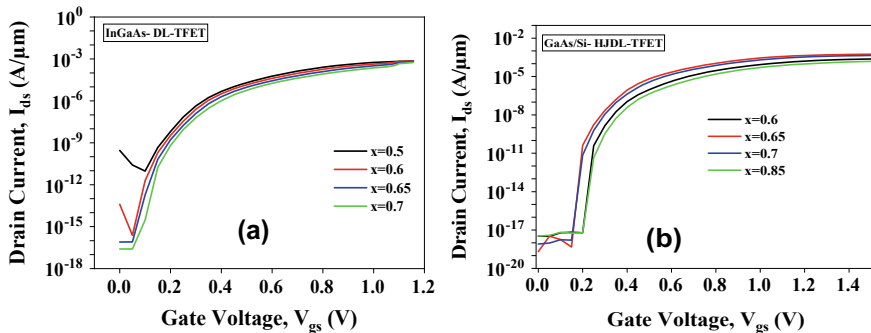 InGaAs- DL-TFET
Drain Current, I_ds (A/μm)
10^0
10^-3
10^-6
10^-9
10^-12
10^-15
10^-18
x=0.5
x=0.6
x=0.65
x=0.7
(a)
0.0 0.2 0.4 0.6 0.8 1.0 1.2
Gate Voltage, V_gs (V)
GaAs/Si- HJDL-TFET
Drain Current, I_ds (A/μm)
10^-2
10^-5
10^-8
10^-11
10^-14
10^-17
10^-20
x=0.6
x=0.65
x=0.7
x=0.85
(b)
0.0 0.2 0.4 0.6 0.8 1.0 1.2 1.4
Gate Voltage, V_gs (V)